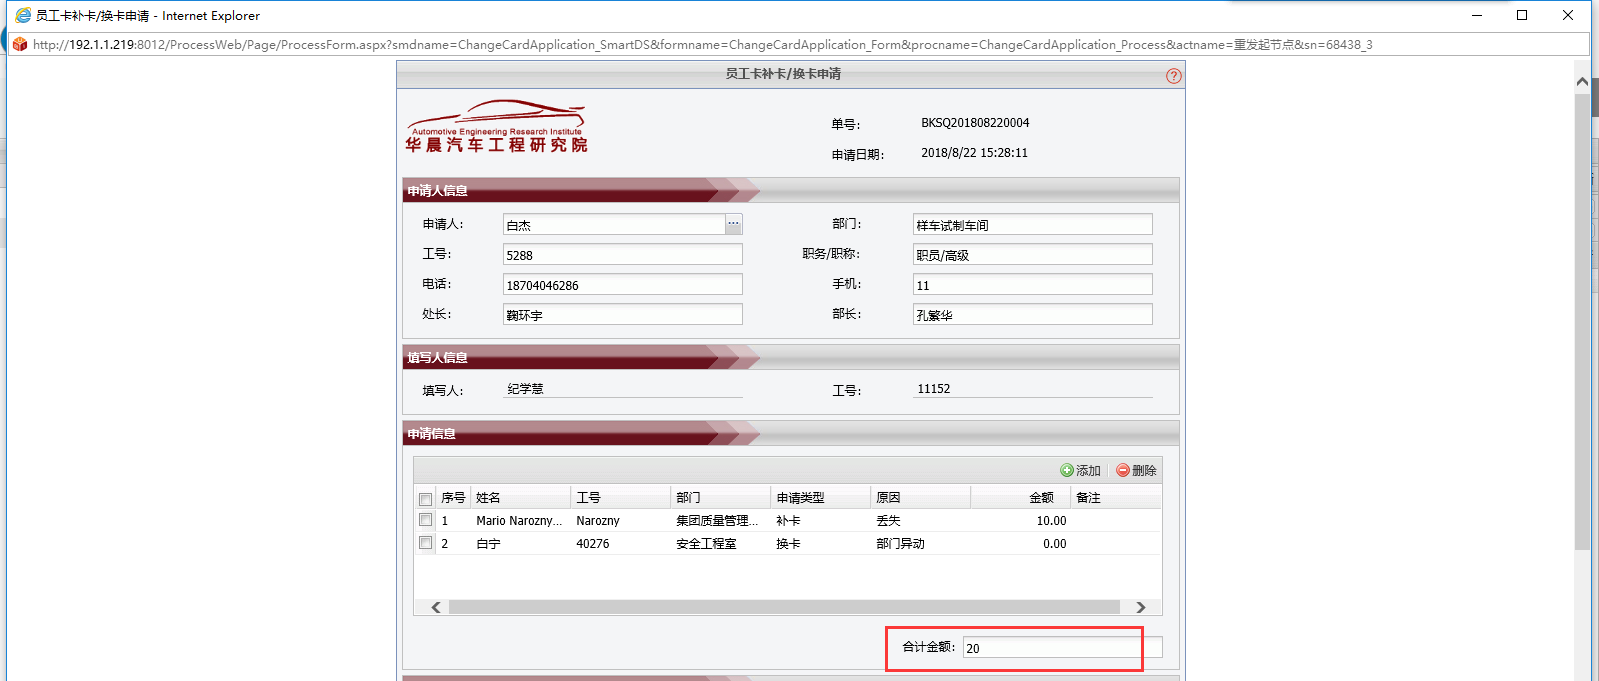 员工卡补卡/换卡申请 - Internet Explorer
http://192.1.1.219:8012/ProcessWeb/Page/ProcessForm.aspx?smdname=ChangeCardApplication_SmartDS&formname=ChangeCardApplication_Form&procname=ChangeCardApplication_Process&actname=重发起节点&sn=68438_3
员工卡补卡/换卡申请
Automotive Engineering Research Institute
华晨汽车工程研究院
单号: BKSQ201808220004
申请日期: 2018/8/22 15:28:11
申请人信息
申请人: 白杰 ... 部门: 样车试制车间
工号: 5288 职务/职称: 职员/高级
电话: 18704046286 手机: 11
处长: 鞠环宇 部长: 孔繁华
填写人信息
填写人: 纪学慧 工号: 11152
申请信息
添加 删除
序号 姓名 工号 部门 申请类型 原因 金额 备注
1 Mario Narozny... Narozny 集团质量管理... 补卡 丢失 10.00
2 白宁 40276 安全工程室 换卡 部门异动 0.00
合计金额: 20